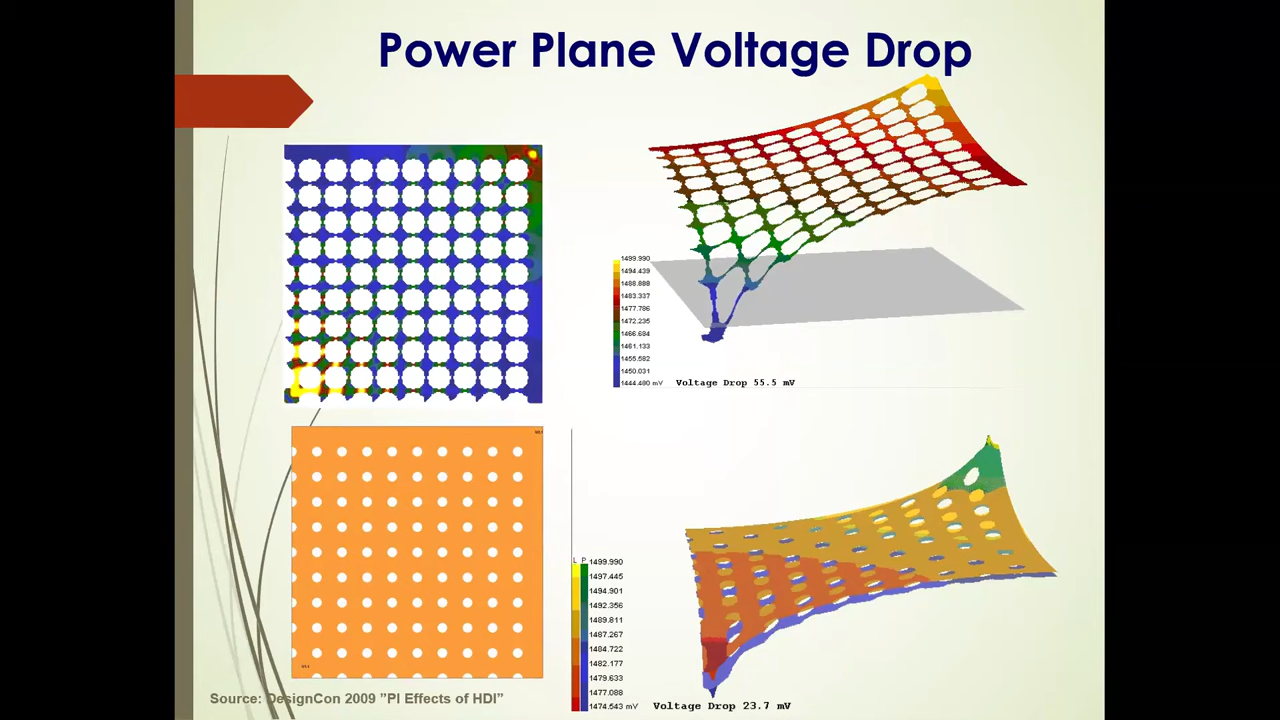 Power Plane Voltage Drop
1499.990
1494.439
1488.888
1483.337
1477.786
1472.235
1466.684
1461.133
1455.582
1450.031
1444.480 mV
Voltage Drop 55.5 mV
L P
1499.990
1497.445
1494.901
1492.356
1489.811
1487.267
1484.722
1482.177
1479.633
1477.088
1474.543 mV
Voltage Drop 23.7 mV
Source: DesignCon 2009 ”PI Effects of HDI”